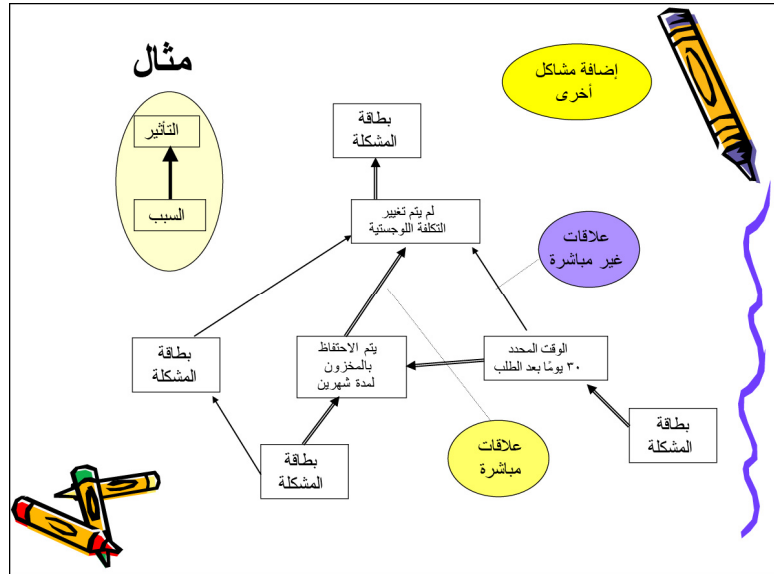 مثال
إضافة مشاكل
أخرى
التأثير
السبب
بطاقة
المشكلة
لم يتم تغيير
التكلفة اللوجستية
علاقات
غير مباشرة
بطاقة
المشكلة
يتم الاحتفاظ
بالمخزون
لمدة شهرين
الوقت المحدد
٣٠ يومًا بعد الطلب
بطاقة
المشكلة
علاقات
مباشرة
بطاقة
المشكلة